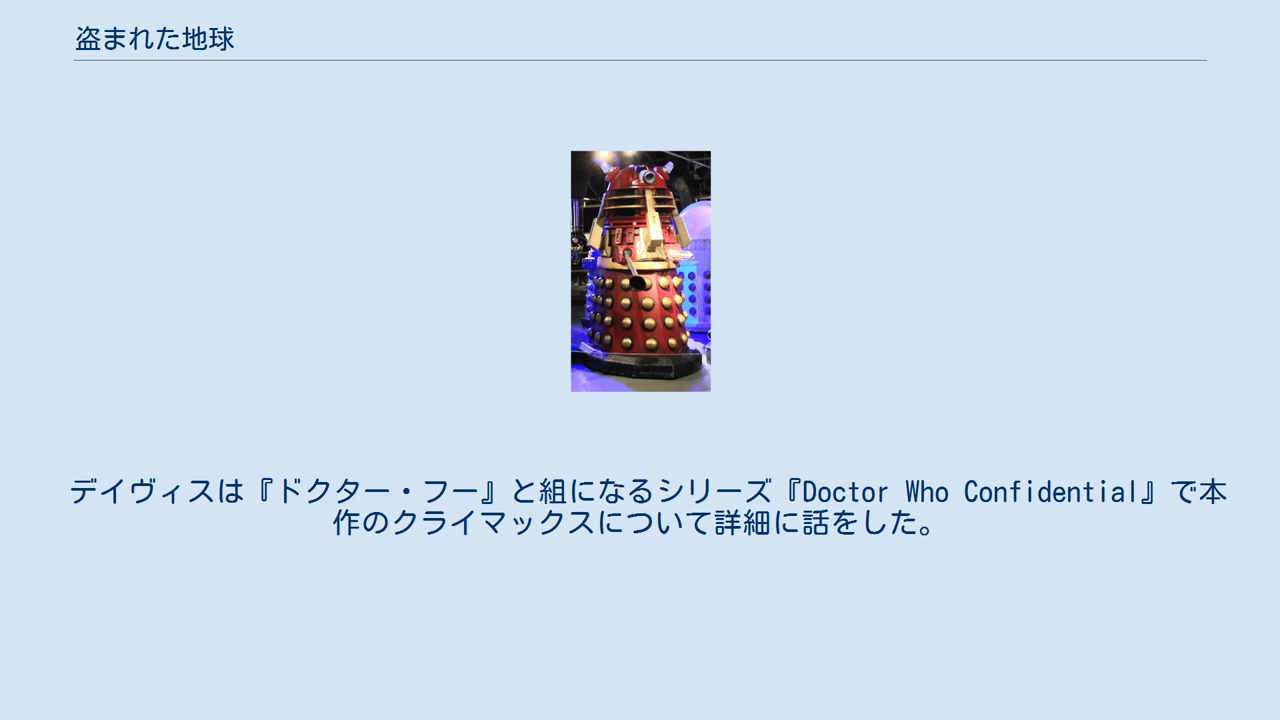 盗まれた地球
デイヴィスは『ドクター・フー』と組になるシリーズ『Doctor Who Confidential』で本
作のクライマックスについて詳細に話をした。